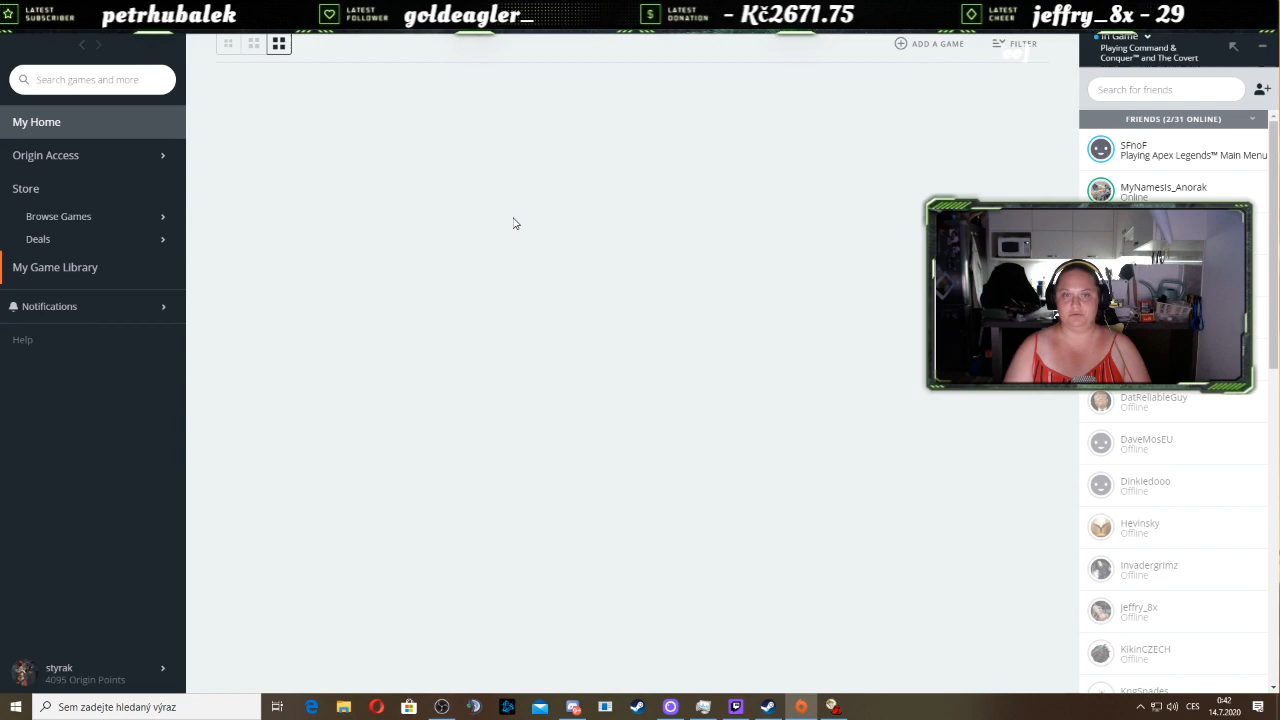 LATEST SUBSCRIBER petrhubalek
LATEST FOLLOWER goldeagler_
LATEST DONATION - Kč2671.75
LATEST CHEER jeffry_8x - 29
ADD A GAME
FILTER
In Game
Playing Command &
Conquer™ and The Covert
Search games and more
Search for friends
My Home
FRIENDS (2/31 ONLINE)
Origin Access
SFnoF
Playing Apex Legends™ Main Menu
Store
MyNamesIs_Anorak
Online
Browse Games
Deals
My Game Library
Notifications
Help
DatReliableGuy
Offline
DaveMosEU
Offline
Dinkiedooo
Offline
Hevinsky
Offline
Invadergrimz
Offline
jeffry_8x
Offline
KikinCZECH
Offline
styrak
4095 Origin Points
KngSpades
Sem zadejte hledaný výraz
CES
0:42
14.7.2020